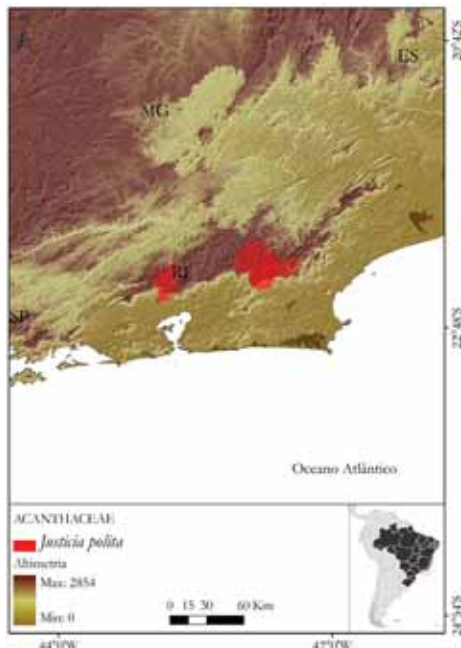 20°42'S
ES
MG
RJ
SP
22°48'S
Oceano Atlântico
ACANTHACEAE
Justicia polita
Altimetria
Max: 2854
Min: 0
0 15 30 60 Km
24°54'S
44°0'W
42°0'W